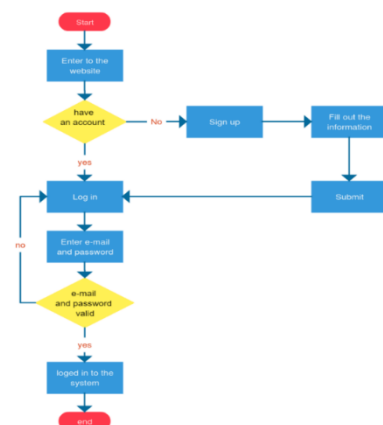 Start
Enter to the
website
have
an account
No
Sign up
Fill out the
information
yes
Log in
Submit
no
Enter e-mail
and password
e-mail
and password
valid
yes
loged in to the
system
end